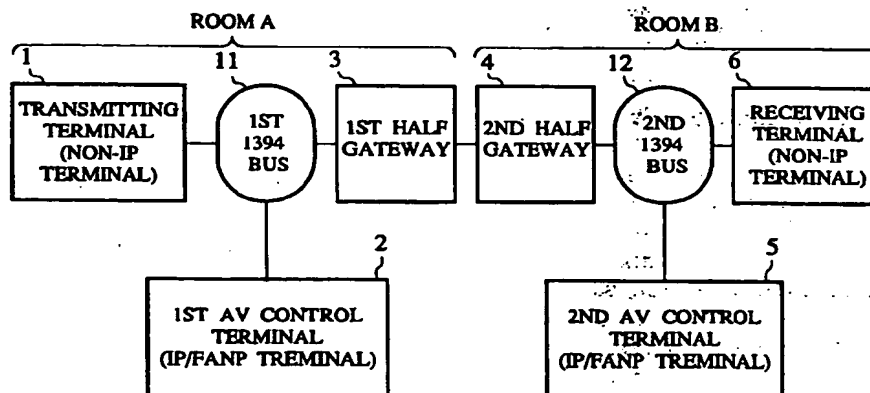 ROOM A
ROOM B
1
11
3
4
12
6
TRANSMITTING
TERMINAL
(NON-IP
TERMINAL)
1ST
1394
BUS
1ST HALF
GATEWAY
2ND HALF
GATEWAY
2ND
1394
BUS
RECEIVING
TERMINAL
(NON-IP
TERMINAL)
2
5
1ST AV CONTROL
TERMINAL
(IP/FANP TREMINAL)
2ND AV CONTROL
TERMINAL
(IP/FANP TREMINAL)